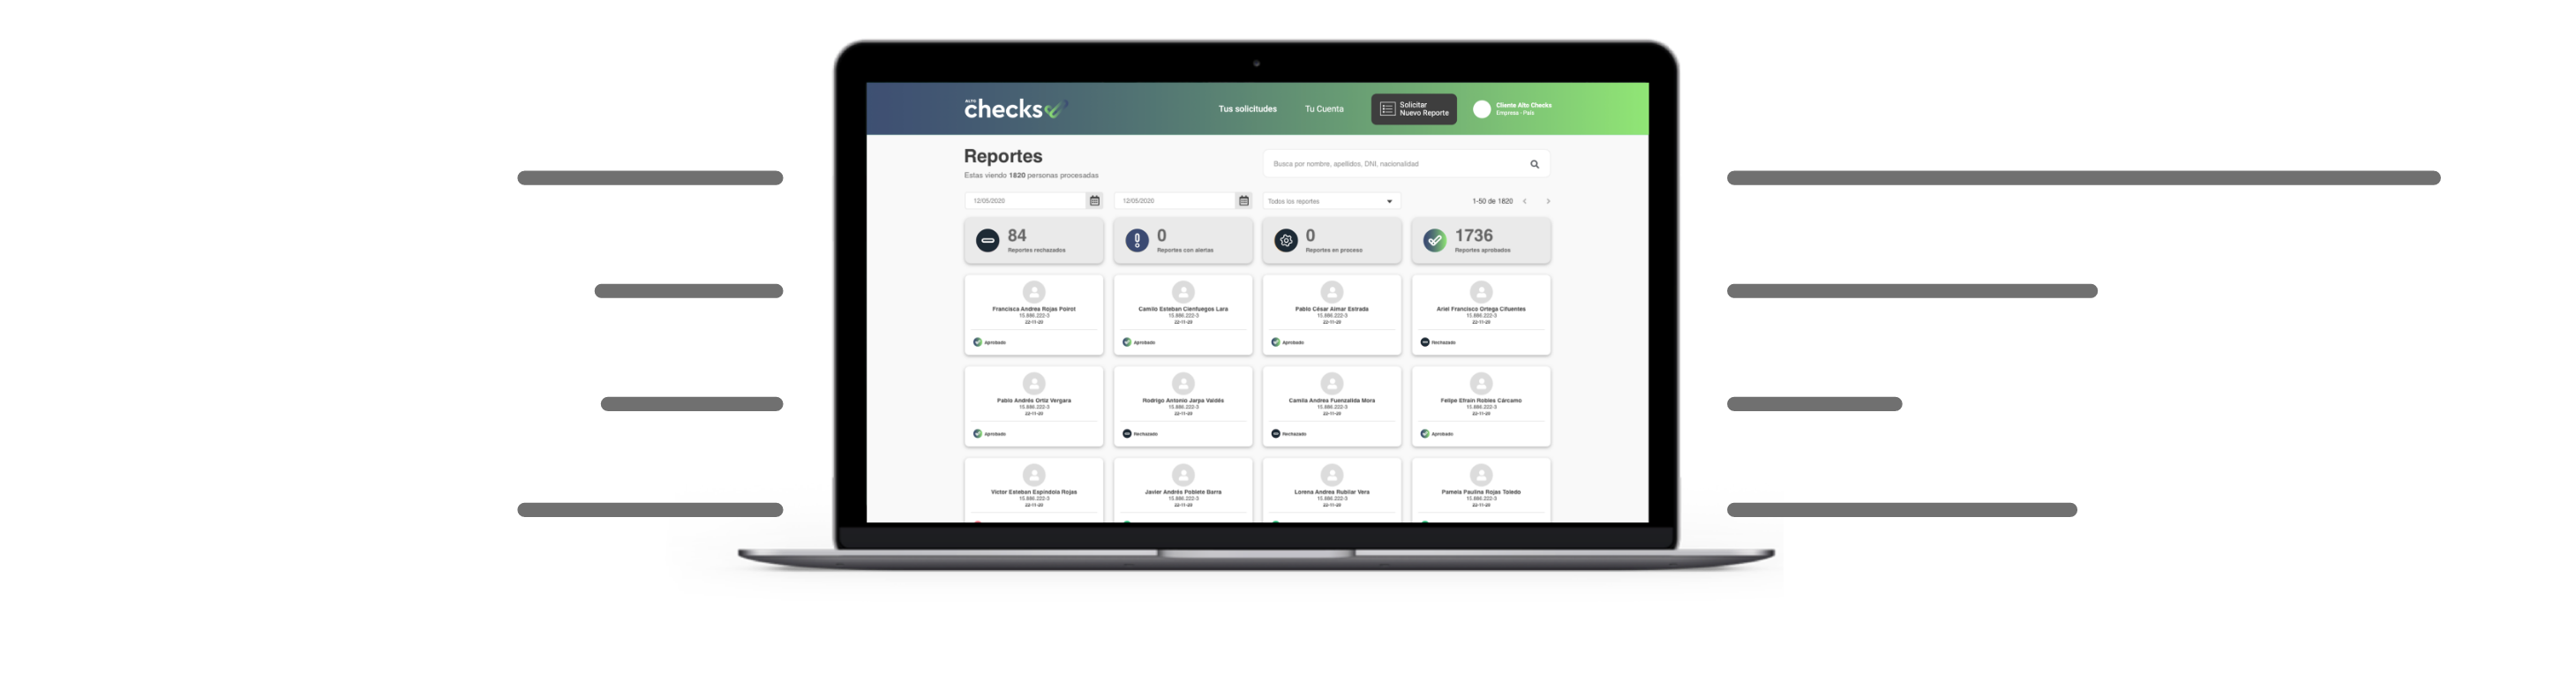 ALTO
checks
Tus solicitudes
Tu Cuenta
Solicitar
Nuevo Reporte
Cliente Alto Checks
Empresa - País
Reportes
Estas viendo 1820 personas procesadas
Busca por nombre, apellidos, DNI, nacionalidad
12/05/2020
12/05/2020
Todos los reportes
1-50 de 1820
84
Reportes rechazados
0
Reportes con alertas
0
Reportes en proceso
1736
Reportes aprobados
Francisca Andrea Rojas Poirot
15.886.222-3
22-11-20
Aprobado
Camilo Esteban Cienfuegos Lara
15.886.222-3
22-11-20
Aprobado
Pablo César Aimar Estrada
15.886.222-3
22-11-20
Aprobado
Ariel Francisco Ortega Cifuentes
15.886.222-3
22-11-20
Rechazado
Pablo Andrés Ortiz Vergara
15.886.222-3
22-11-20
Aprobado
Rodrigo Antonio Jarpa Valdés
15.886.222-3
22-11-20
Rechazado
Camila Andrea Fuenzalida Mora
15.886.222-3
22-11-20
Rechazado
Felipe Efraín Robles Cárcamo
15.886.222-3
22-11-20
Aprobado
Victor Esteban Espindola Rojas
15.886.222-3
22-11-20
Javier Andrés Poblete Barra
15.886.222-3
22-11-20
Lorena Andrea Rubilar Vera
15.886.222-3
22-11-20
Pamela Paulina Rojas Toledo
15.886.222-3
22-11-20